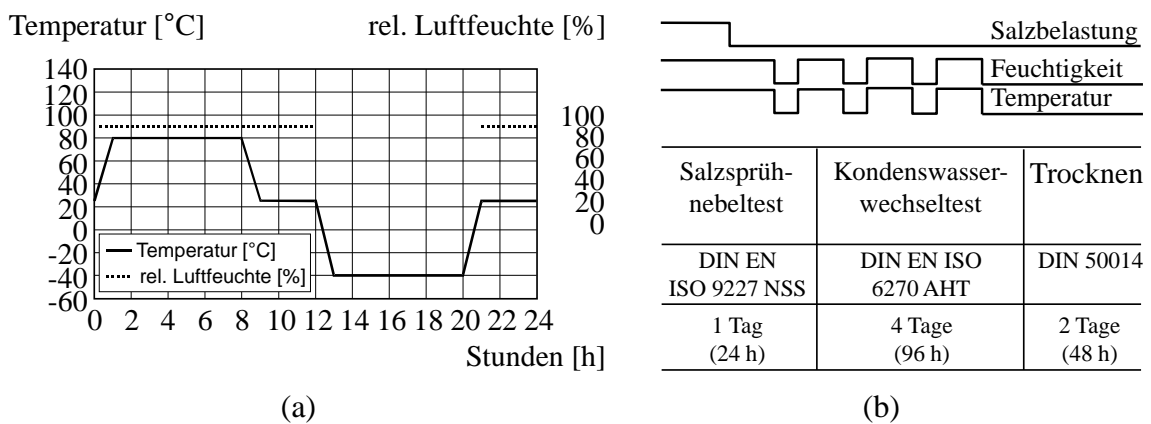 Temperatur [°C]
rel. Luftfeuchte [%]
140
120
100
80
60
40
20
0
-20
-40
-60
100
80
60
40
20
0
Temperatur [°C]
rel. Luftfeuchte [%]
0 2 4 6 8 10 12 14 16 18 20 22 24
Stunden [h]
(a)
Salzbelastung
Feuchtigkeit
Temperatur
Salzsprüh-
nebeltest
Kondenswasser-
wechseltest
Trocknen
DIN EN
ISO 9227 NSS
DIN EN ISO
6270 AHT
DIN 50014
1 Tag
(24 h)
4 Tage
(96 h)
2 Tage
(48 h)
(b)